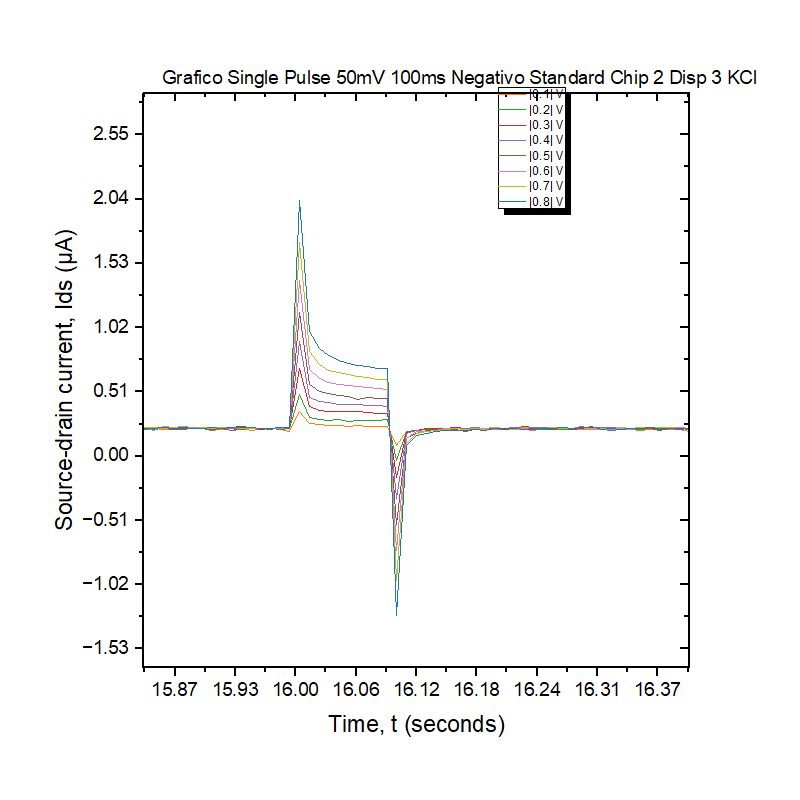 Grafico Single Pulse 50mV 100ms Negativo Standard Chip 2 Disp 3 KCl
|0.1| V
|0.2| V
|0.3| V
|0.4| V
|0.5| V
|0.6| V
|0.7| V
|0.8| V
2.55
2.04
1.53
1.02
0.51
0.00
−0.51
−1.02
−1.53
Source-drain current, Ids (µA)
15.87 15.93 16.00 16.06 16.12 16.18 16.24 16.31 16.37
Time, t (seconds)